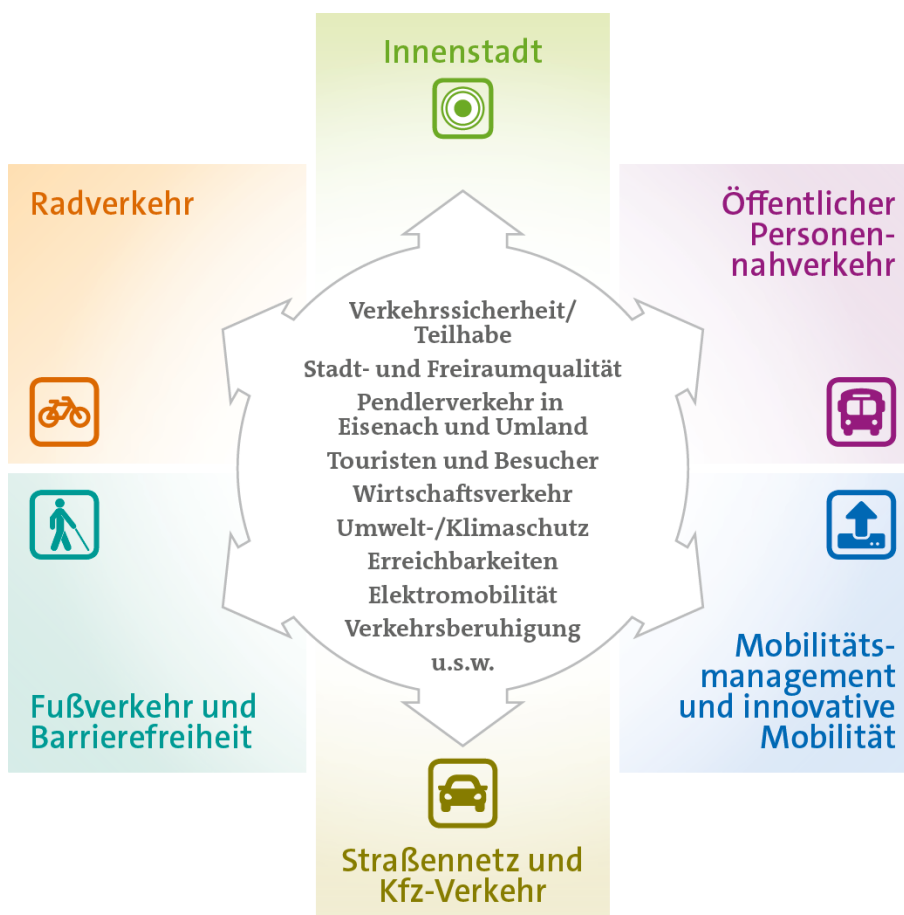 Innenstadt
Radverkehr
Öffentlicher
Personen-
nahverkehr
Verkehrssicherheit/
Teilhabe
Stadt- und Freiraumqualität
Pendlerverkehr in
Eisenach und Umland
Touristen und Besucher
Wirtschaftsverkehr
Umwelt-/Klimaschutz
Erreichbarkeiten
Elektromobilität
Verkehrsberuhigung
u.s.w.
Fußverkehr und
Barrierefreiheit
Mobilitäts-
management
und innovative
Mobilität
Straßennetz und
Kfz-Verkehr